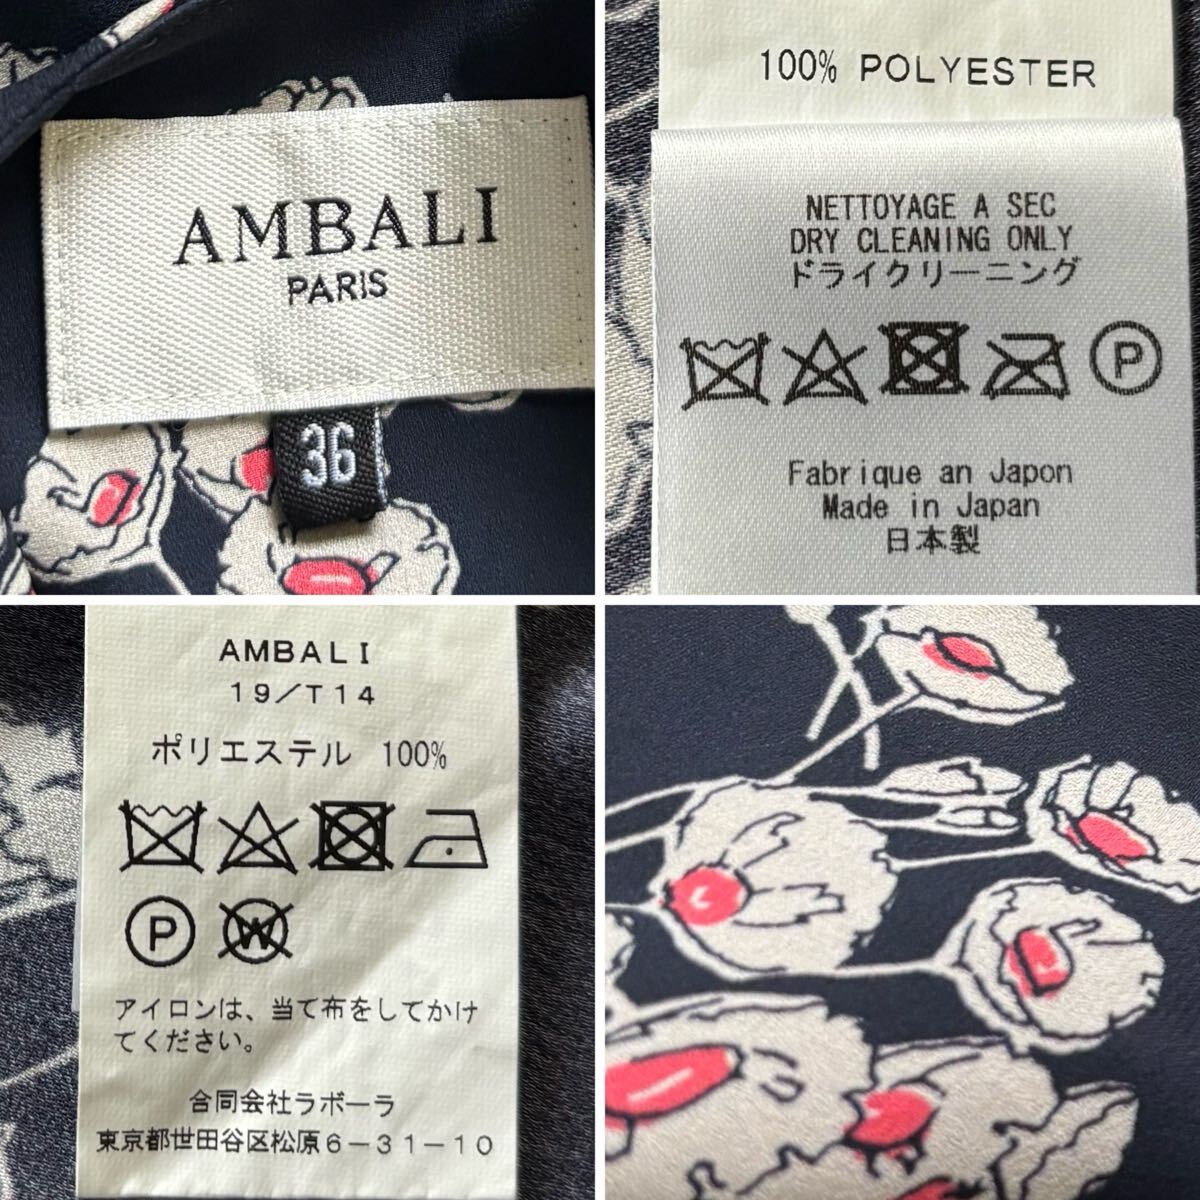 AMBALI
PARIS
36
100% POLYESTER
NETTOYAGE A SEC
DRY CLEANING ONLY
ドライクリーニング
P
Fabrique an Japon
Made in Japan
日本製
AMBALI
19/T14
ポリエステル 100%
P W
アイロンは、当て布をしてかけ
てください。
合同会社ラボーラ
東京都世田谷区松原6-31-10